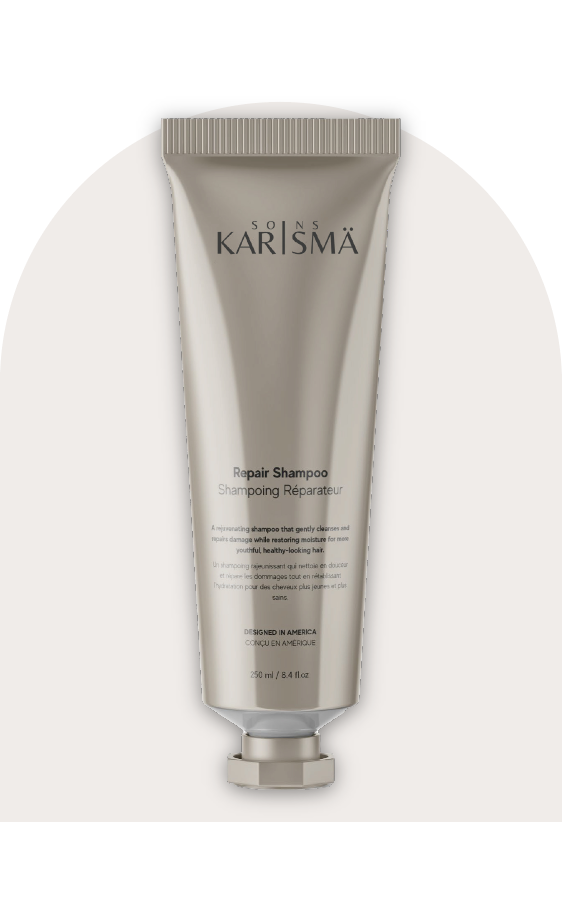 SONS
KARISMÄ
Repair Shampoo
Shampoing Réparateur
A rejuvenating shampoo that gently cleanses and
repairs damage while restoring moisture for more
youthful, healthy-looking hair.
Un shampoing rajeunissant qui nettoie en douceur
et répare les dommages tout en rétablissant
l'hydratation pour des cheveux plus jeunes et plus
sains.
DESIGNED IN AMERICA
CONÇU EN AMÉRIQUE
250 ml / 8.4 fl.oz